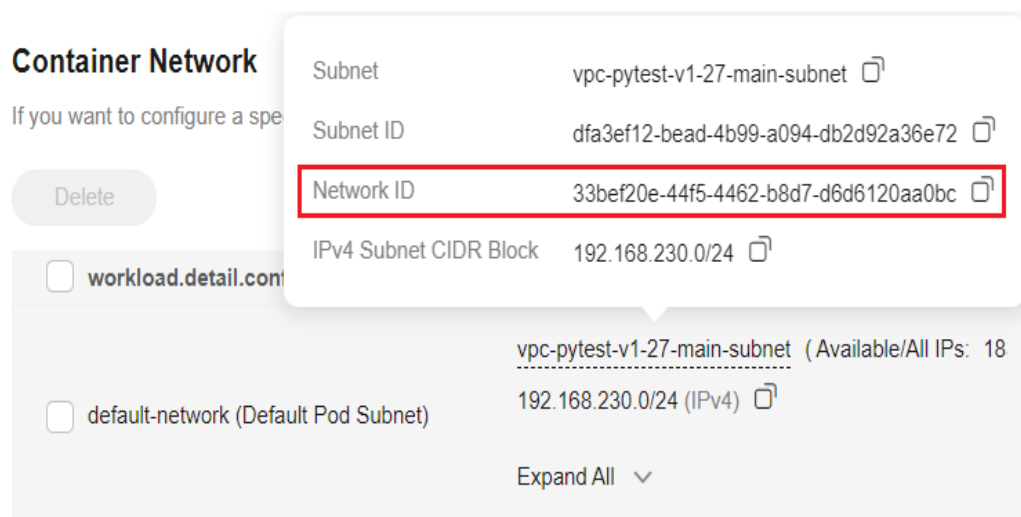 Container Network
If you want to configure a spe
Delete
Subnet vpc-pytest-v1-27-main-subnet
Subnet ID dfa3ef12-bead-4b99-a094-db2d92a36e72
Network ID 33bef20e-44f5-4462-b8d7-d6d6120aa0bc
IPv4 Subnet CIDR Block 192.168.230.0/24
workload.detail.conf
vpc-pytest-v1-27-main-subnet ( Available/All IPs: 18
default-network (Default Pod Subnet)
192.168.230.0/24 (IPv4)
Expand All